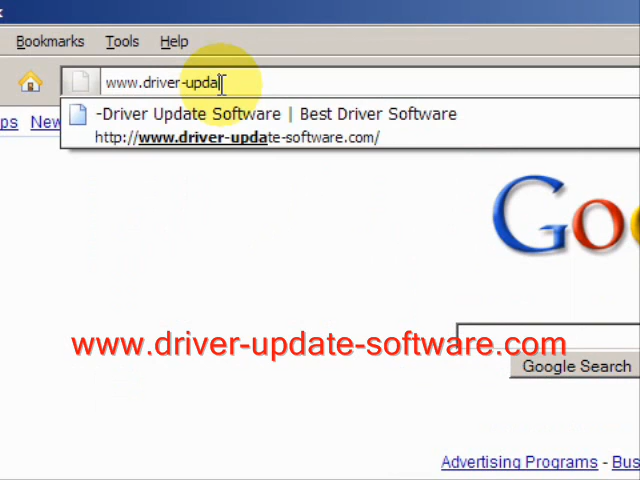 Bookmarks Tools Help
www.driver-upda
-Driver Update Software | Best Driver Software
http://www.driver-update-software.com/
ps New
Goo
www.driver-update-software.com
Google Search
Advertising Programs - Bus